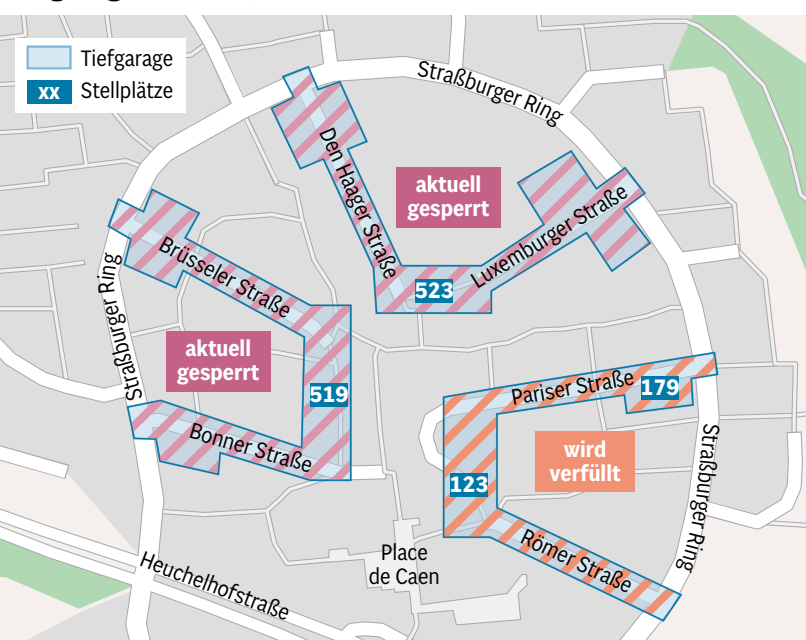 Tiefgarage
xx Stellplätze
Straßburger Ring
Den Haager Straße
aktuell
gesperrt
Luxemburger Straße
523
Brüsseler Straße
Straßburger Ring
aktuell
gesperrt
519
Bonner Straße
Pariser Straße
179
wird
verfüllt
123
Straßburger Ring
Römer Straße
Place
de Caen
Heuchelhofstraße